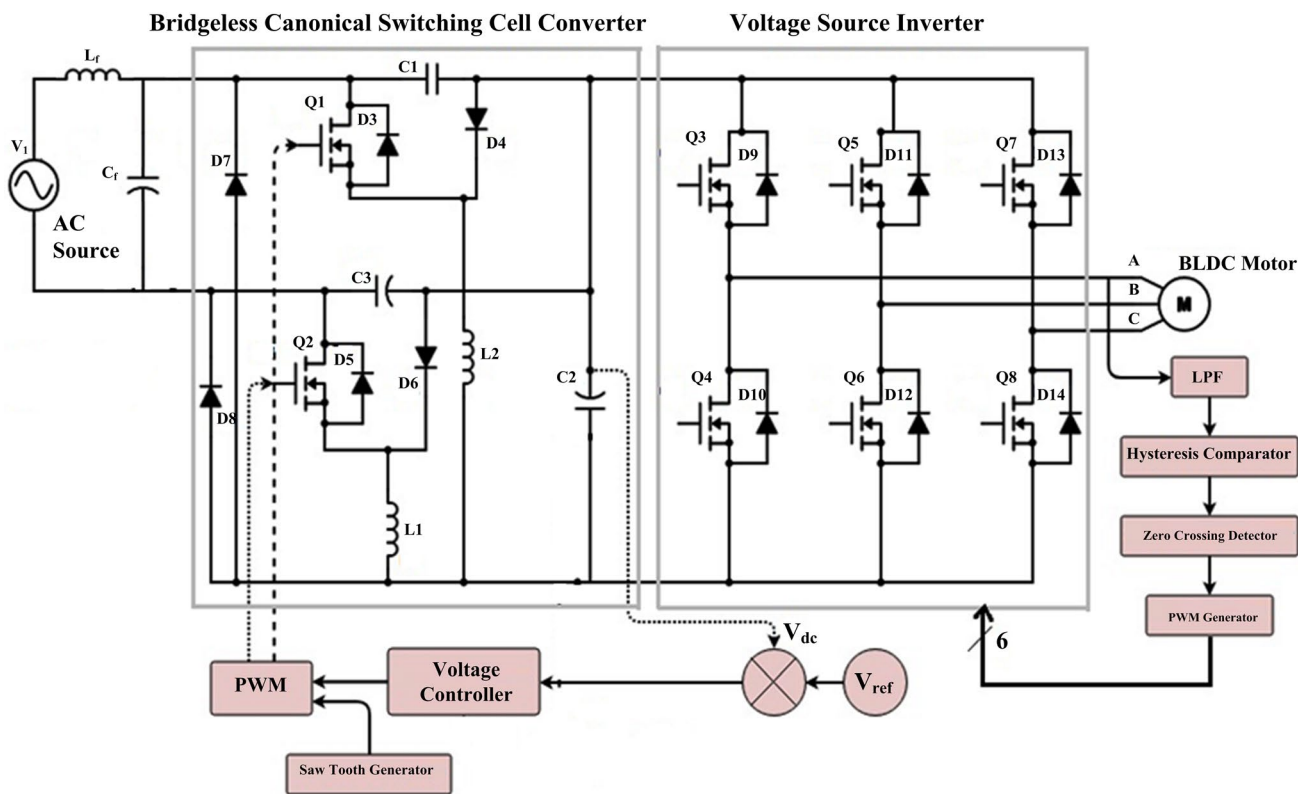 Bridgeless Canonical Switching Cell Converter
Voltage Source Inverter
Lf
C1
Q1
D3
D4
V1
Cf
D7
AC
Source
C3
Q2
D5
D6
L2
C2
D8
L1
Q3
D9
Q5
D11
Q7
D13
A
BLDC Motor
B
M
C
Q4
D10
Q6
D12
Q8
D14
LPF
Hysteresis Comparator
Zero Crossing Detector
PWM Generator
6
Vdc
Vref
Voltage
Controller
PWM
Saw Tooth Generator